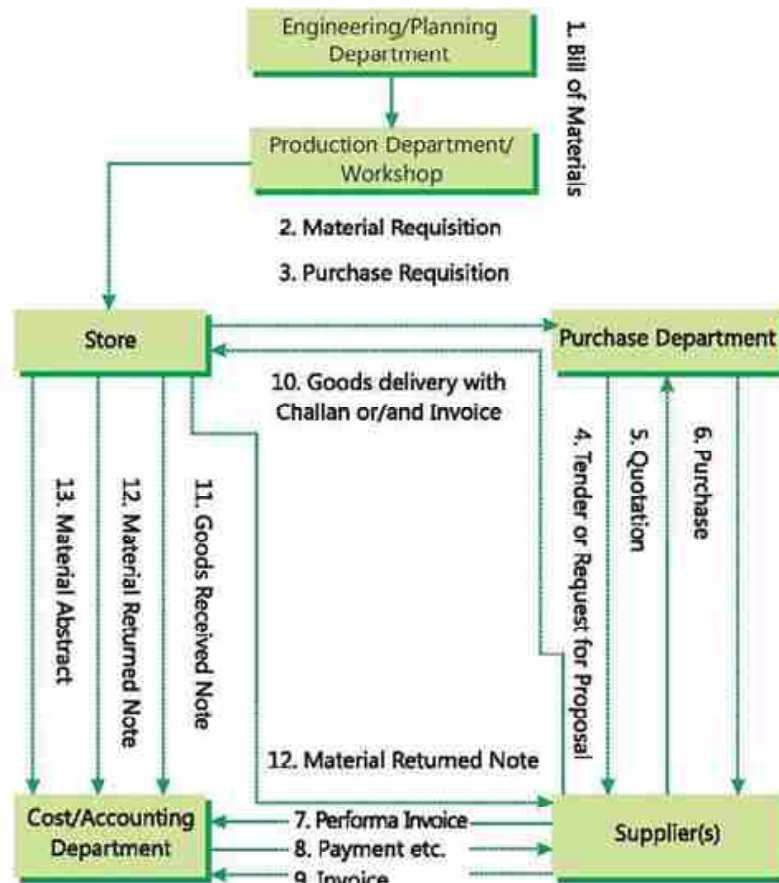 Engineering/Planning
Department
1. Bill of Materials
Production Department/
Workshop
2. Material Requisition
3. Purchase Requisition
Store
Purchase Department
10. Goods delivery with
Challan or/and Invoice
4. Tender or Request for Proposal
5. Quotation
6. Purchase
13. Material Abstract
12. Material Returned Note
11. Goods Received Note
12. Material Returned Note
Cost/Accounting
Department
7. Performa Invoice
8. Payment etc.
9. Invoice
Supplier(s)